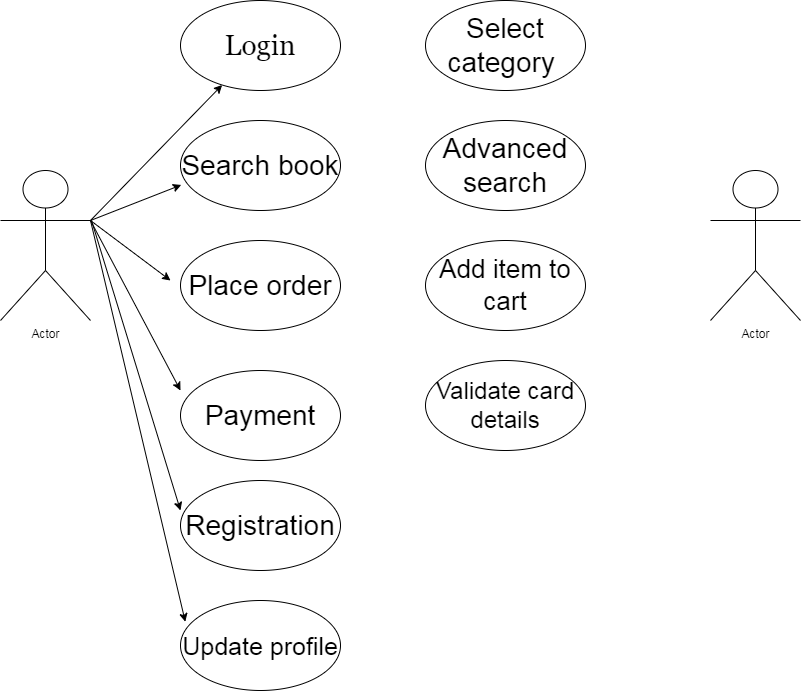 Login
Select
category
Search book
Advanced
search
Place order
Add item to
cart
Actor
Actor
Payment
Validate card
details
Registration
Update profile